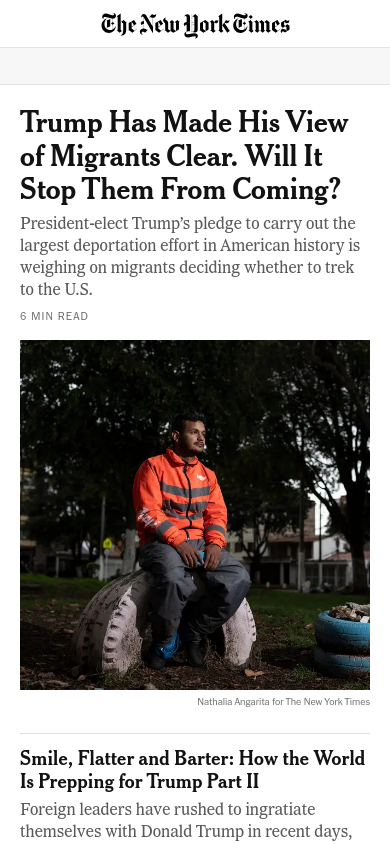 The New York Times
Trump Has Made His View
of Migrants Clear. Will It
Stop Them From Coming?
President-elect Trump’s pledge to carry out the
largest deportation effort in American history is
weighing on migrants deciding whether to trek
to the U.S.
6 MIN READ
Nathalia Angarita for The New York Times
Smile, Flatter and Barter: How the World
Is Prepping for Trump Part II
Foreign leaders have rushed to ingratiate
themselves with Donald Trump in recent days,